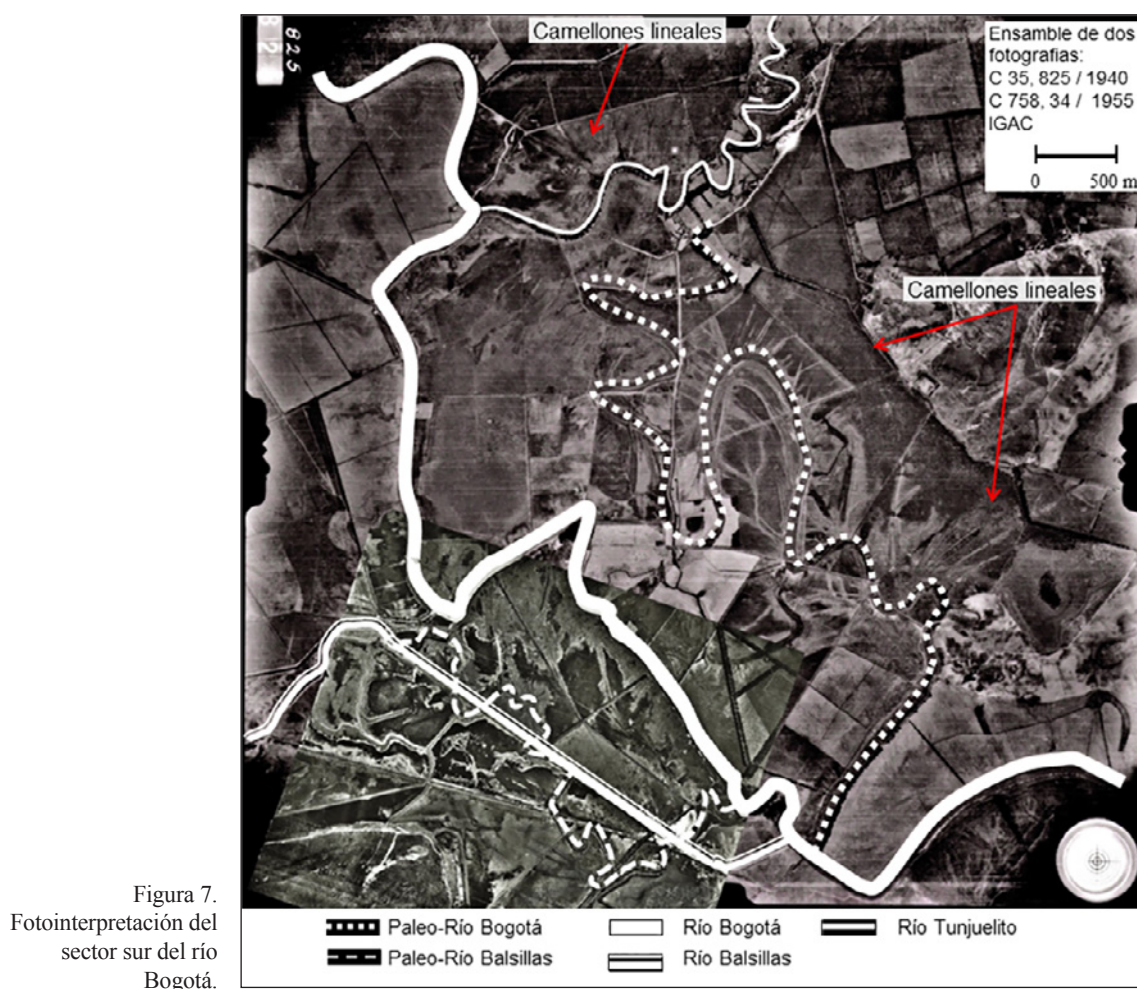 825
Camellones lineales
Ensamble de dos
fotografias:
C 35, 825 / 1940
C 758, 34 / 1955
IGAC
0 500 m
Camellones lineales
Figura 7.
Fotointerpretación del
sector sur del río
Bogotá.
Paleo-Río Bogotá Río Bogotá Río Tunjuelito
Paleo-Río Balsillas Río Balsillas